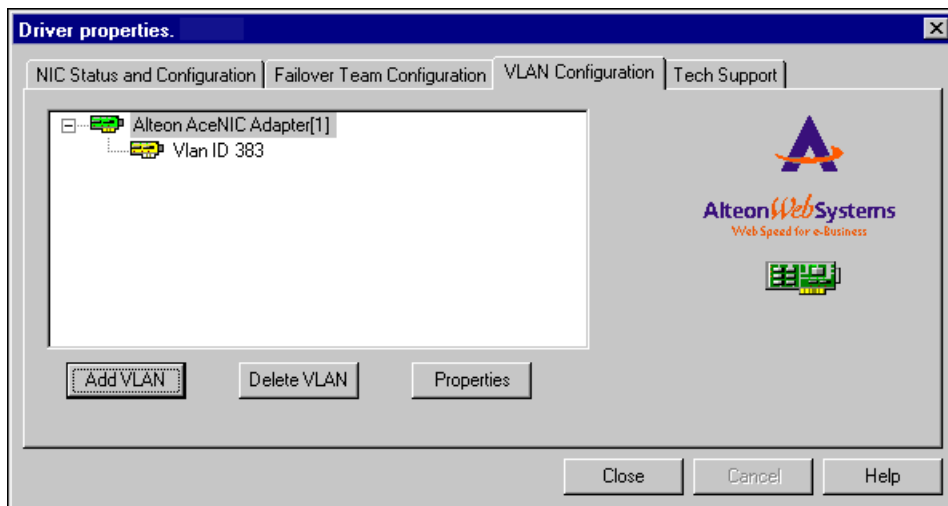 Driver properties.
NIC Status and Configuration
Failover Team Configuration
VLAN Configuration
Tech Support
Alteon AceNIC Adapter[1]
Vlan ID 383
AlteonWebSystems
Web Speed for e-Business
Add VLAN
Delete VLAN
Properties
Close
Cancel
Help